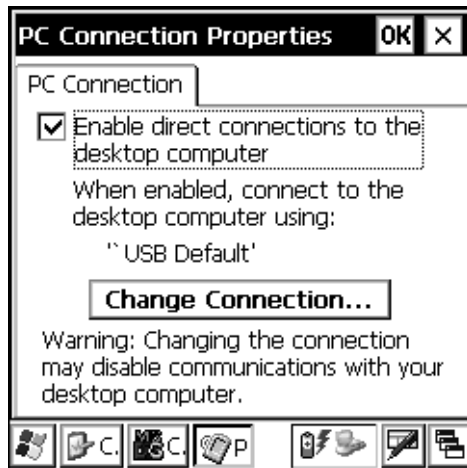 PC Connection Properties OK ×
PC Connection
Enable direct connections to the
desktop computer
When enabled, connect to the
desktop computer using:
'`USB Default'
Change Connection...
Warning: Changing the connection
may disable communications with your
desktop computer.
C. C. P